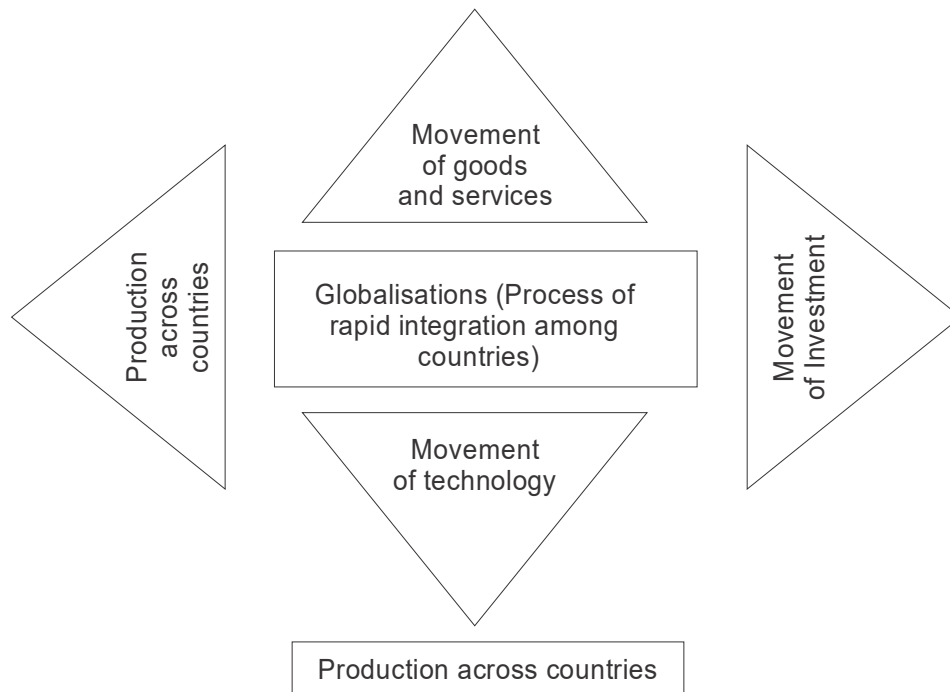 Movement
of goods
and services
Production
across
countries
Globalisations (Process of
rapid integration among
countries)
Movement
of Investment
Movement
of technology
Production across countries